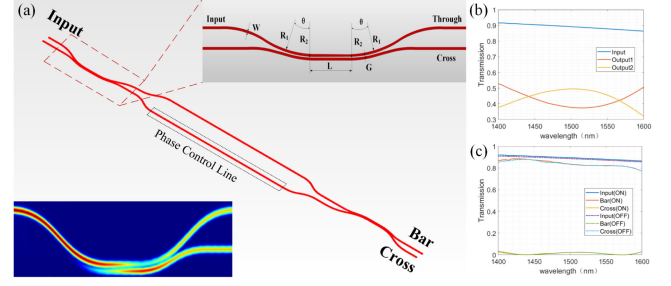 (a)
Input
Phase Control Line
Bar
Cross
Input
W
R₁
θ
R₂
L
θ
R₂
R₁
G
Through
Cross
(b)
Transmission
1
0.9
0.8
0.7
0.6
0.5
0.4
0.3
Input
Output1
Output2
1400
1450
1500
1550
1600
wavelength（nm）
(c)
Transmission
1
0.8
0.6
0.4
0.2
0
Input(ON)
Bar(ON)
Cross(ON)
Input(OFF)
Bar(OFF)
Cross(OFF)
1400
1450
1500
1550
1600
wavelength（nm）